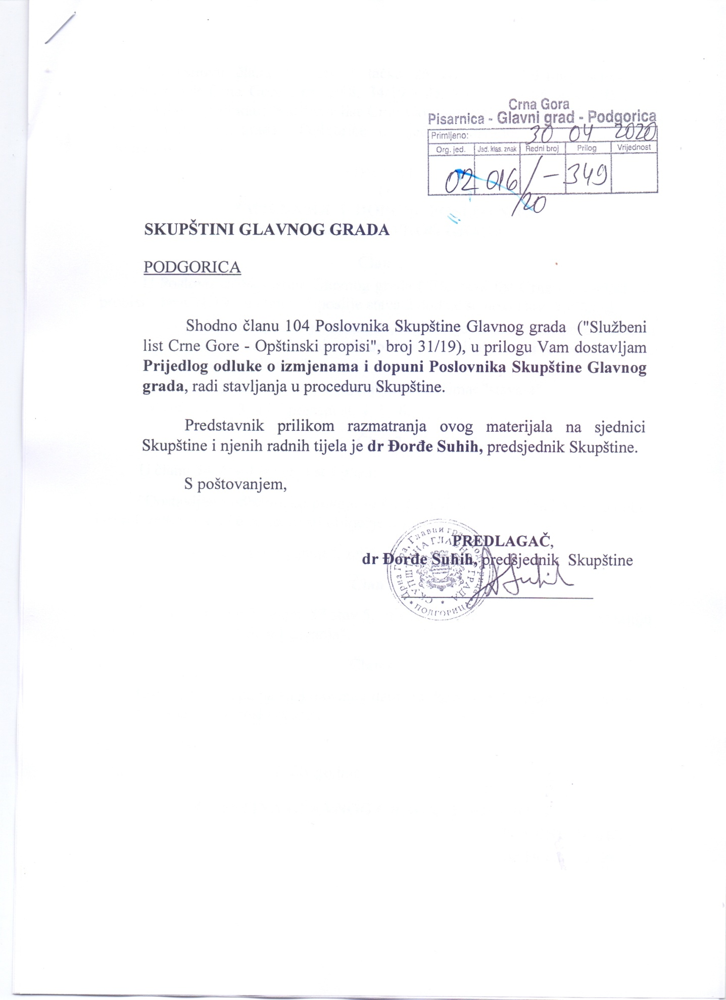 Crna Gora
Pisarnica - Glavni grad - Podgorica
Primljeno: 30 04 2020
Org. jed. Jed. klas. znak Redni broj Prilog Vrijednost
02 016/20 - 349
SKUPŠTINI GLAVNOG GRADA
PODGORICA
Shodno članu 104 Poslovnika Skupštine Glavnog grada ("Službeni
list Crne Gore - Opštinski propisi", broj 31/19), u prilogu Vam dostavljam
Prijedlog odluke o izmjenama i dopuni Poslovnika Skupštine Glavnog
grada, radi stavljanja u proceduru Skupštine.
Predstavnik prilikom razmatranja ovog materijala na sjednici
Skupštine i njenih radnih tijela je dr Đorđe Suhih, predsjednik Skupštine.
S poštovanjem,
PREDLAGAČ,
dr Đorđe Suhih, predsjednik Skupštine
Црна Гора, Главни град Подгорица
СКУПШТИНА ГЛАВНОГ ГРАДА
ПОДГОРИЦА